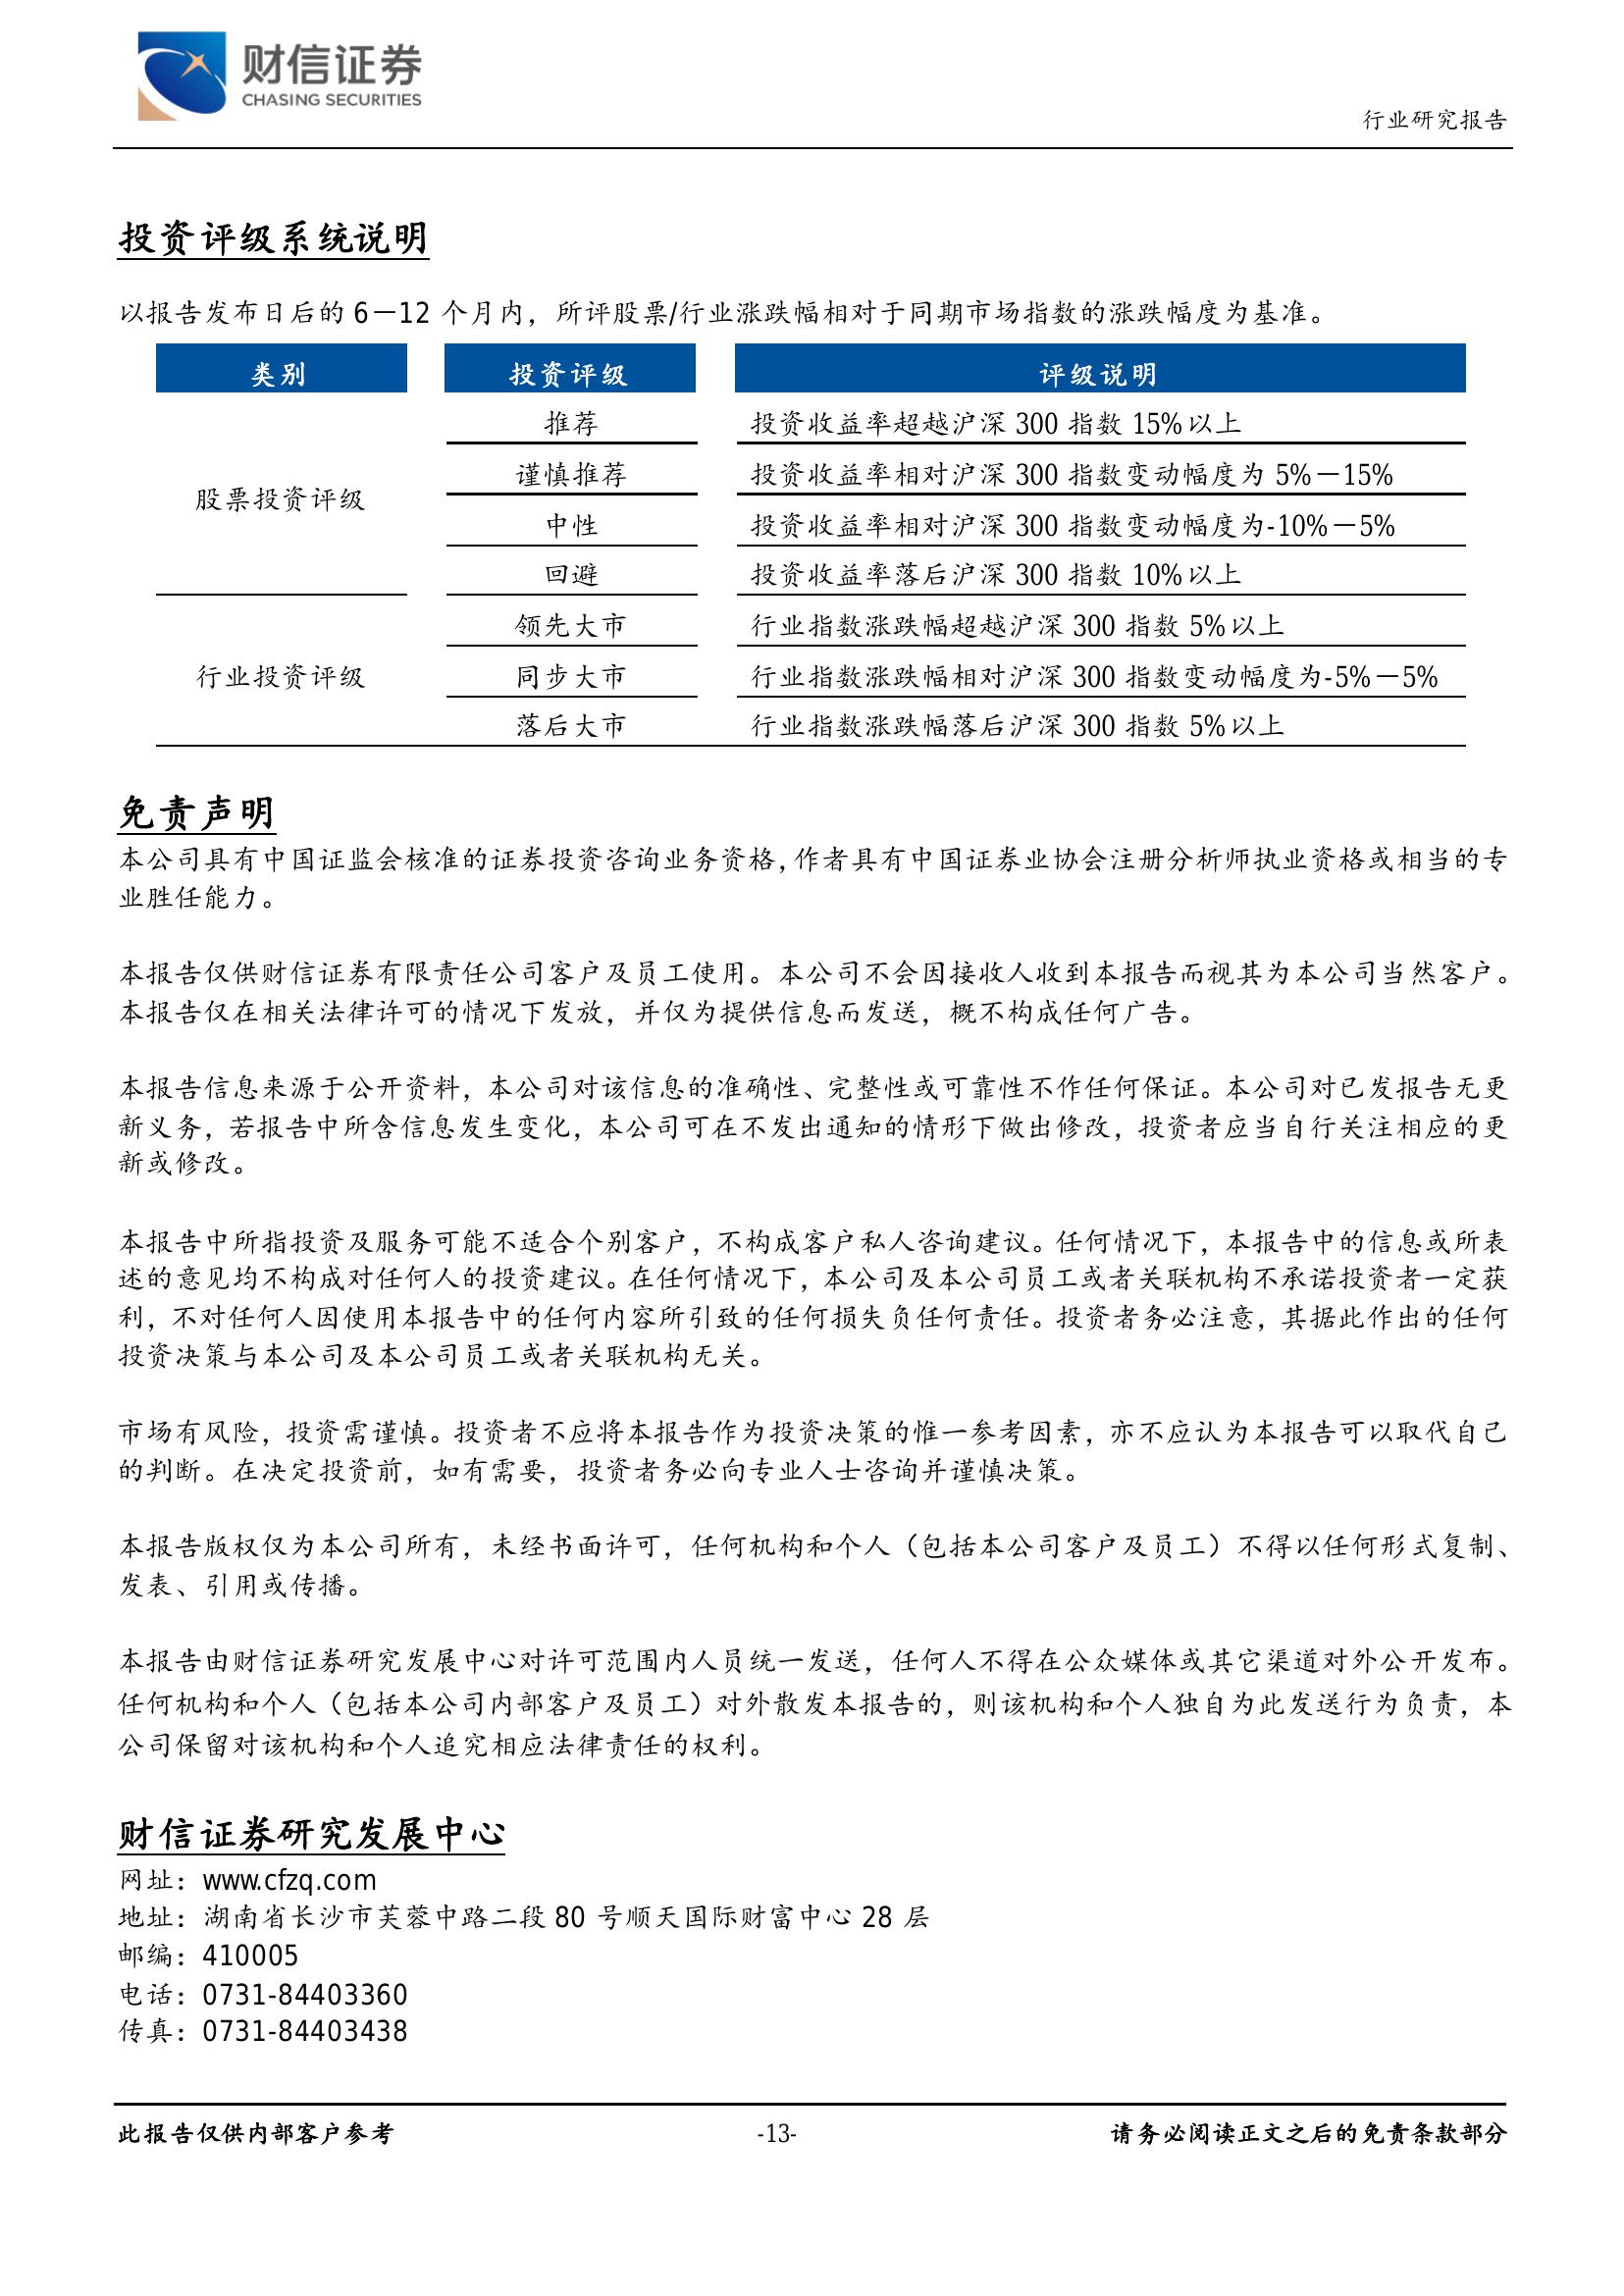 财信证券
CHASING SECURITIES
行业研究报告
投资评级系统说明
以报告发布日后的 6－12 个月内，所评股票/行业涨跌幅相对于同期市场指数的涨跌幅度为基准。
类别 投资评级 评级说明
推荐 投资收益率超越沪深 300 指数 15%以上
谨慎推荐 投资收益率相对沪深 300 指数变动幅度为 5%－15%
股票投资评级
中性 投资收益率相对沪深 300 指数变动幅度为-10%－5%
回避 投资收益率落后沪深 300 指数 10%以上
领先大市 行业指数涨跌幅超越沪深 300 指数 5%以上
行业投资评级 同步大市 行业指数涨跌幅相对沪深 300 指数变动幅度为-5%－5%
落后大市 行业指数涨跌幅落后沪深 300 指数 5%以上
免责声明
本公司具有中国证监会核准的证券投资咨询业务资格，作者具有中国证券业协会注册分析师执业资格或相当的专
业胜任能力。
本报告仅供财信证券有限责任公司客户及员工使用。本公司不会因接收人收到本报告而视其为本公司当然客户。
本报告仅在相关法律许可的情况下发放，并仅为提供信息而发送，概不构成任何广告。
本报告信息来源于公开资料，本公司对该信息的准确性、完整性或可靠性不作任何保证。本公司对已发报告无更
新义务，若报告中所含信息发生变化，本公司可在不发出通知的情形下做出修改，投资者应当自行关注相应的更
新或修改。
本报告中所指投资及服务可能不适合个别客户，不构成客户私人咨询建议。任何情况下，本报告中的信息或所表
述的意见均不构成对任何人的投资建议。在任何情况下，本公司及本公司员工或者关联机构不承诺投资者一定获
利，不对任何人因使用本报告中的任何内容所引致的任何损失负任何责任。投资者务必注意，其据此作出的任何
投资决策与本公司及本公司员工或者关联机构无关。
市场有风险，投资需谨慎。投资者不应将本报告作为投资决策的惟一参考因素，亦不应认为本报告可以取代自己
的判断。在决定投资前，如有需要，投资者务必向专业人士咨询并谨慎决策。
本报告版权仅为本公司所有，未经书面许可，任何机构和个人（包括本公司客户及员工）不得以任何形式复制、
发表、引用或传播。
本报告由财信证券研究发展中心对许可范围内人员统一发送，任何人不得在公众媒体或其它渠道对外公开发布。
任何机构和个人（包括本公司内部客户及员工）对外散发本报告的，则该机构和个人独自为此发送行为负责，本
公司保留对该机构和个人追究相应法律责任的权利。
财信证券研究发展中心
网址：www.cfzq.com
地址：湖南省长沙市芙蓉中路二段 80 号顺天国际财富中心 28 层
邮编：410005
电话：0731-84403360
传真：0731-84403438
此报告仅供内部客户参考 -13- 请务必阅读正文之后的免责条款部分